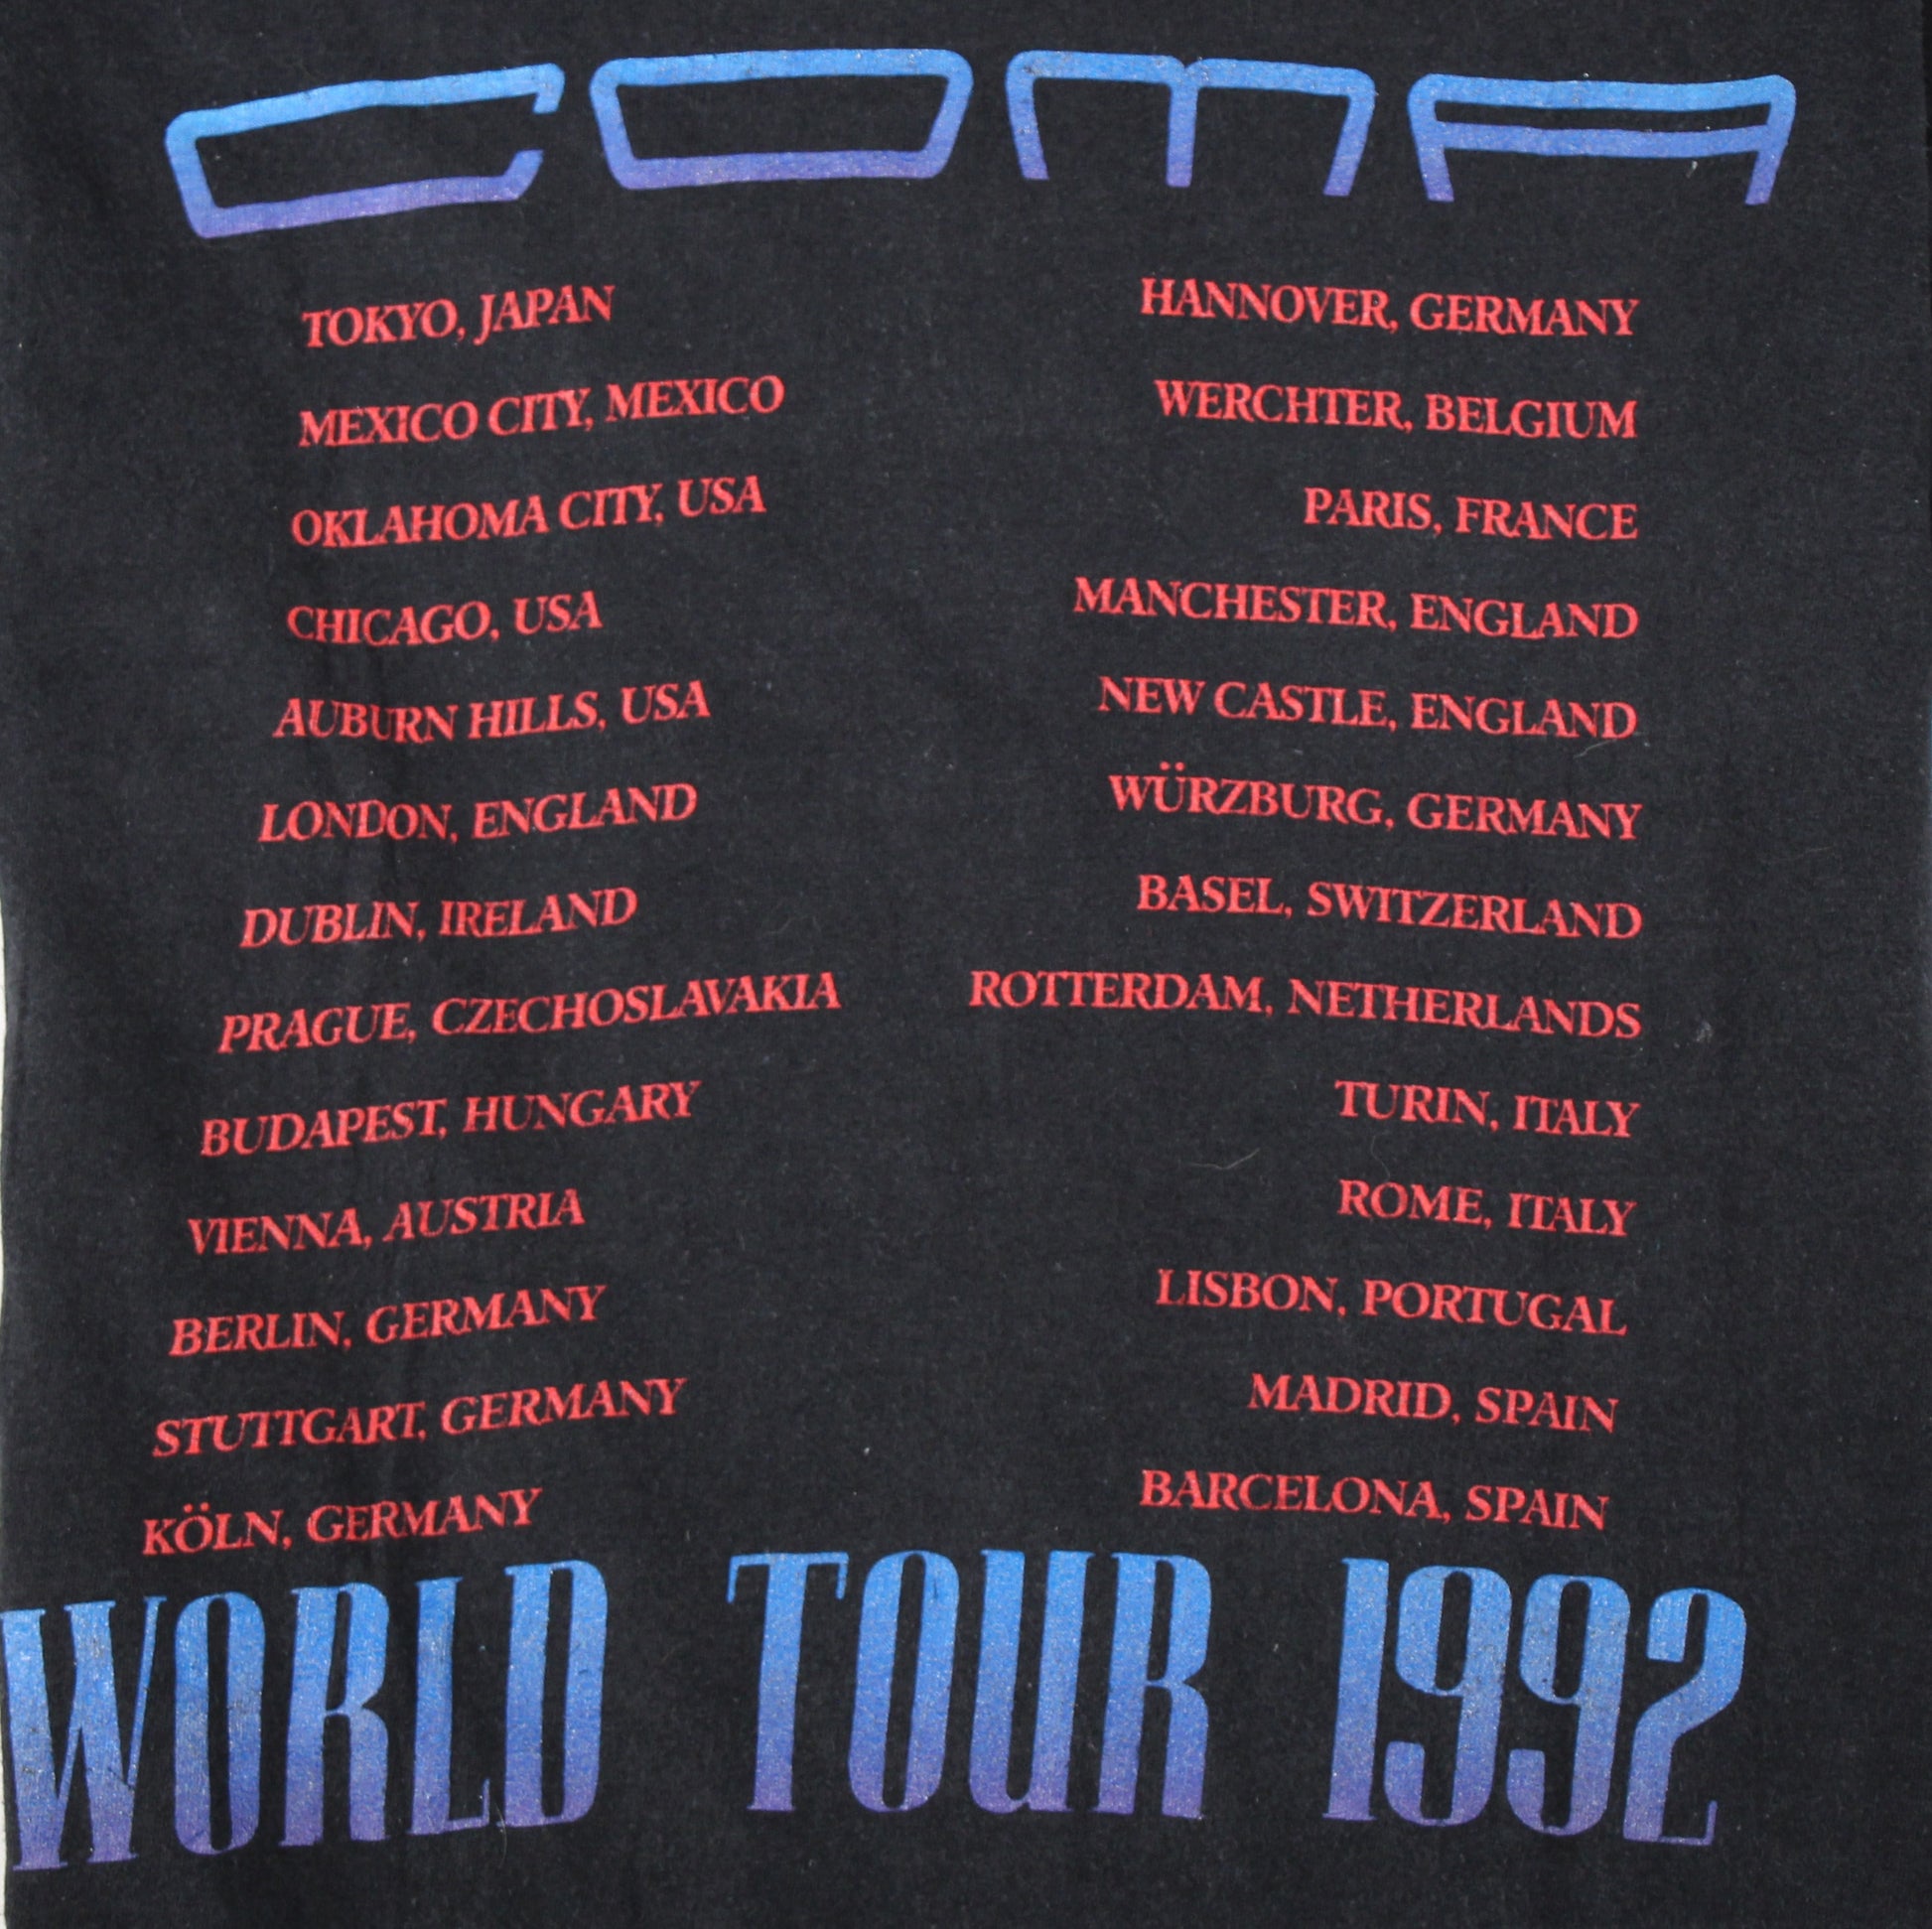 COMA
TOKYO, JAPAN
MEXICO CITY, MEXICO
OKLAHOMA CITY, USA
CHICAGO, USA
AUBURN HILLS, USA
LONDON, ENGLAND
DUBLIN, IRELAND
PRAGUE, CZECHOSLAVAKIA
BUDAPEST, HUNGARY
VIENNA, AUSTRIA
BERLIN, GERMANY
STUTTGART, GERMANY
KÖLN, GERMANY
HANNOVER, GERMANY
WERCHTER, BELGIUM
PARIS, FRANCE
MANCHESTER, ENGLAND
NEW CASTLE, ENGLAND
WÜRZBURG, GERMANY
BASEL, SWITZERLAND
ROTTERDAM, NETHERLANDS
TURIN, ITALY
ROME, ITALY
LISBON, PORTUGAL
MADRID, SPAIN
BARCELONA, SPAIN
WORLD TOUR 1992